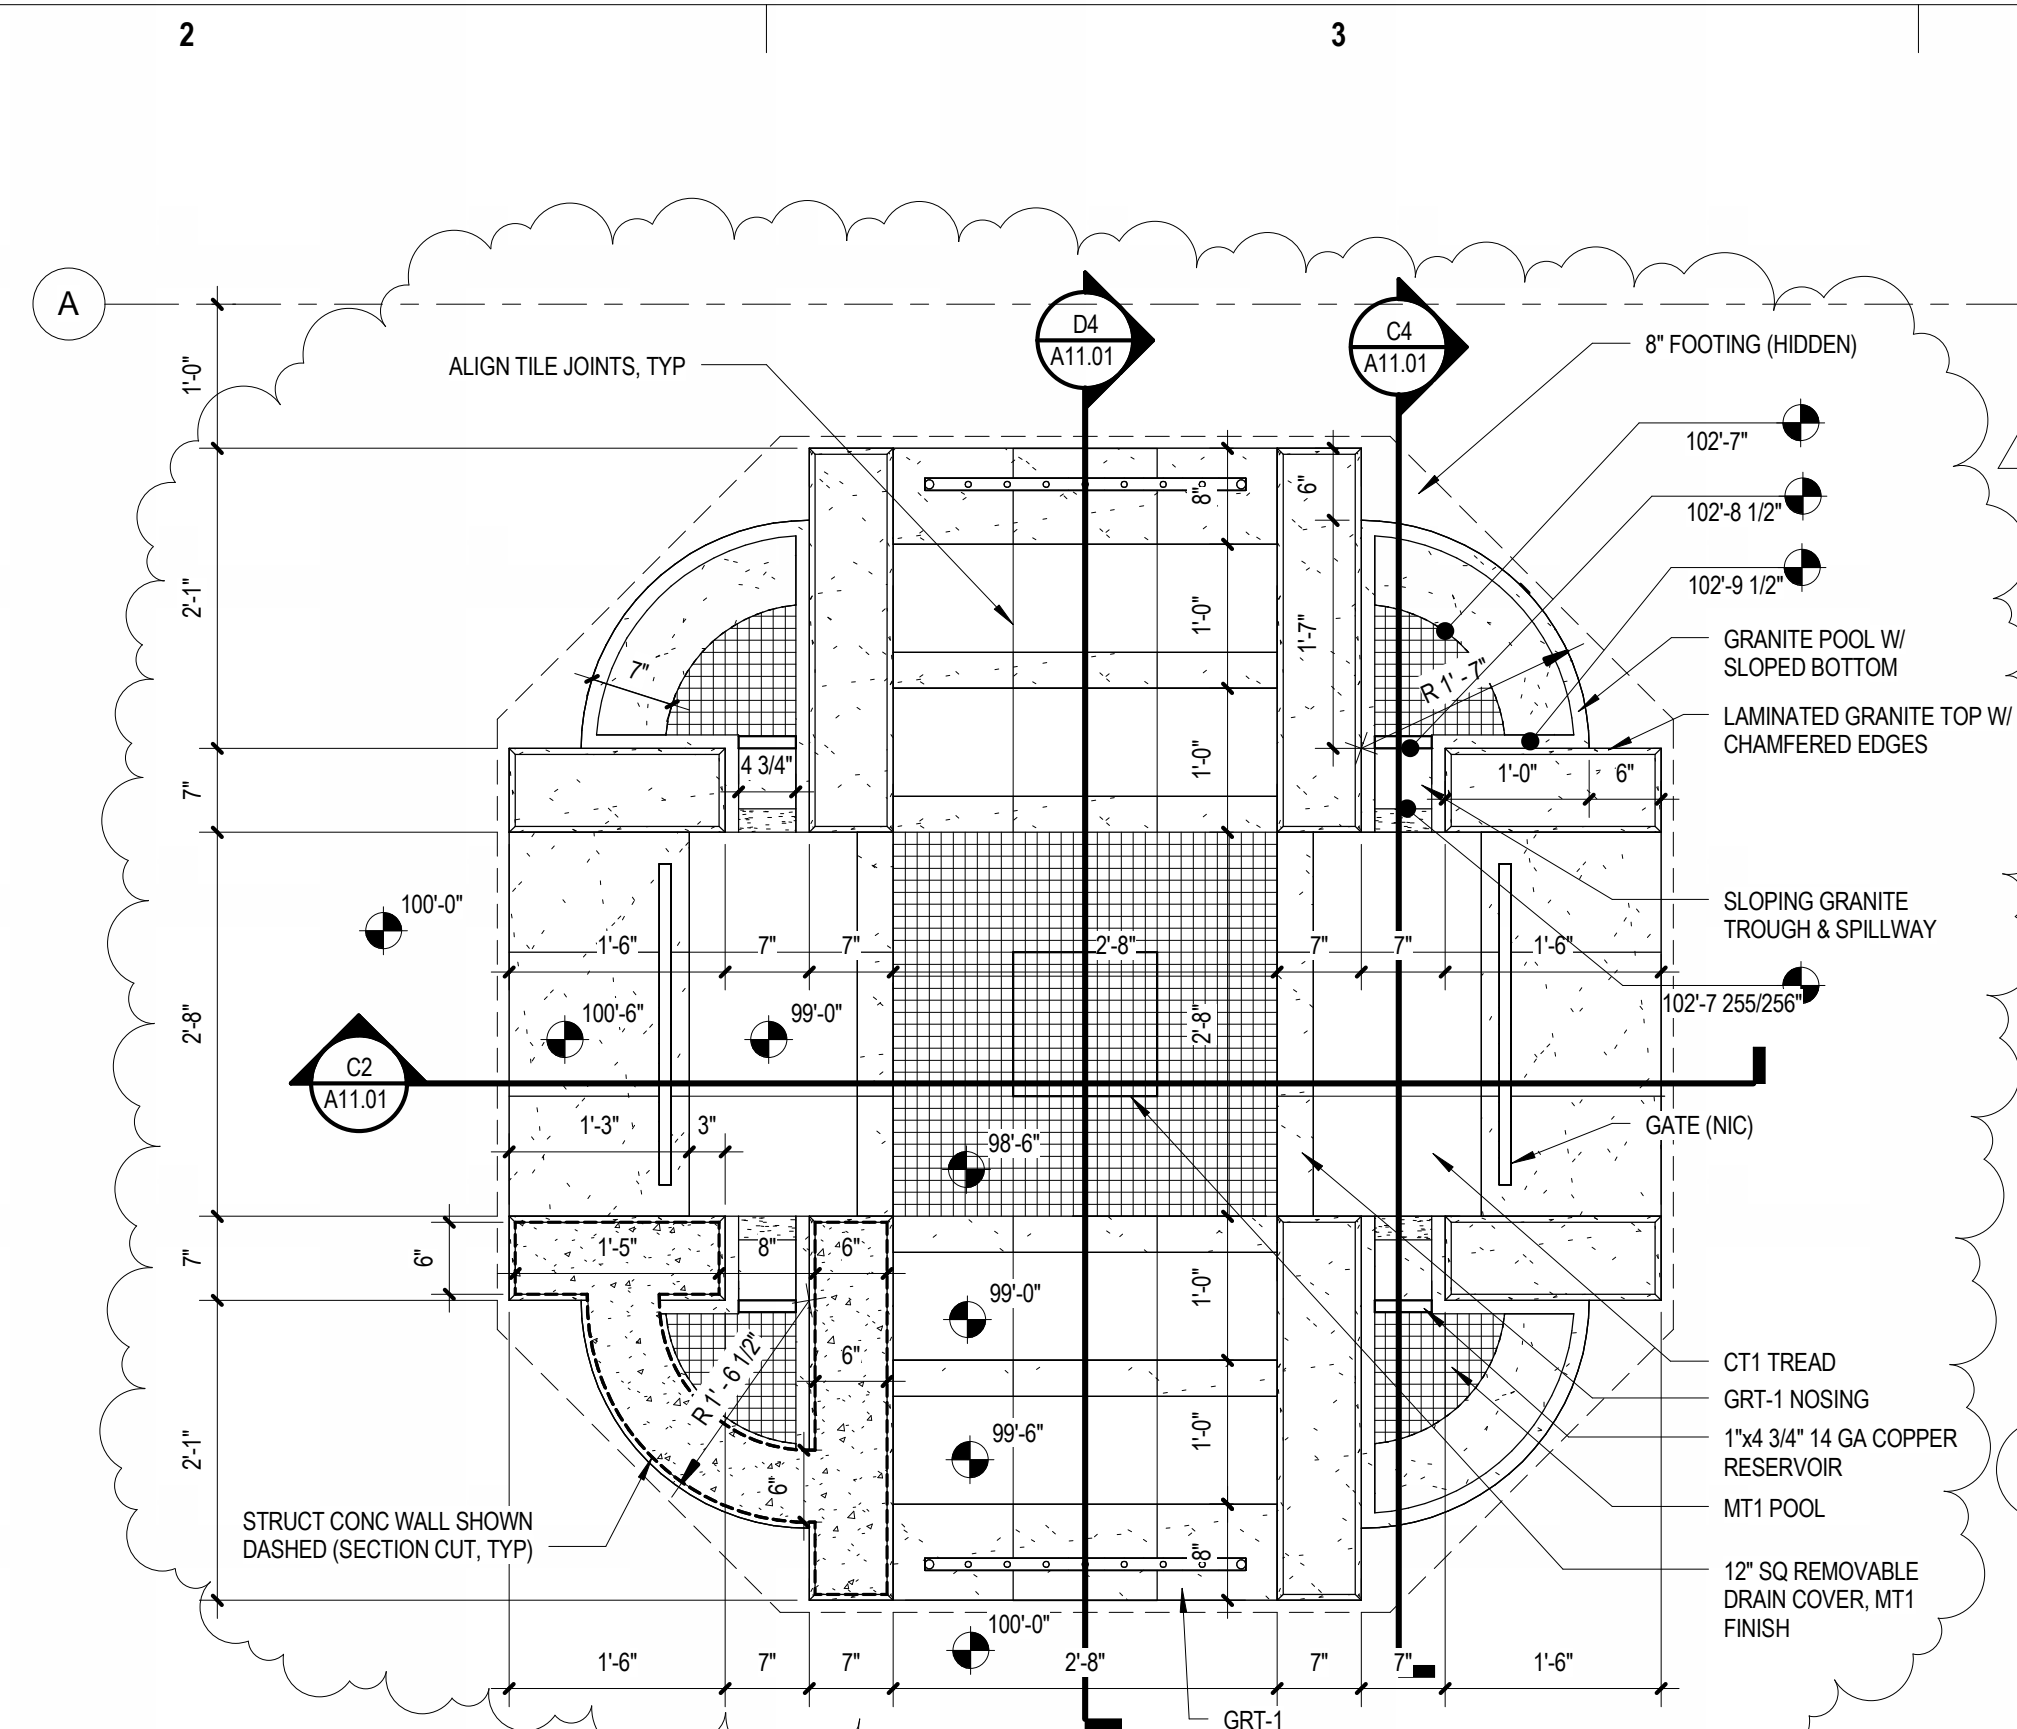 2
3
A
D4
A11.01
C4
A11.01
8" FOOTING (HIDDEN)
ALIGN TILE JOINTS, TYP
1'-0"
102'-7"
102'-8 1/2"
102'-9 1/2"
8"
6"
2'-1"
1'-0"
1'-7"
7"
R 1' - 7"
GRANITE POOL W/
SLOPED BOTTOM
LAMINATED GRANITE TOP W/
CHAMFERED EDGES
7"
4 3/4"
1'-0"
1'-0"
6"
SLOPING GRANITE
TROUGH & SPILLWAY
100'-0"
1'-6"
7"
7"
2'-8"
7"
7"
1'-6"
102'-7 255/256"
2'-8"
100'-6"
99'-0"
2'-8"
C2
A11.01
1'-3"
3"
98'-6"
GATE (NIC)
7"
6"
1'-5"
8"
6"
99'-0"
1'-0"
R 1' - 6 1/2"
6"
CT1 TREAD
GRT-1 NOSING
1"x4 3/4" 14 GA COPPER
RESERVOIR
MT1 POOL
2'-1"
99'-6"
1'-0"
6"
STRUCT CONC WALL SHOWN
DASHED (SECTION CUT, TYP)
8"
12" SQ REMOVABLE
DRAIN COVER, MT1
FINISH
100'-0"
1'-6"
7"
7"
2'-8"
7"
7"
1'-6"
GRT-1